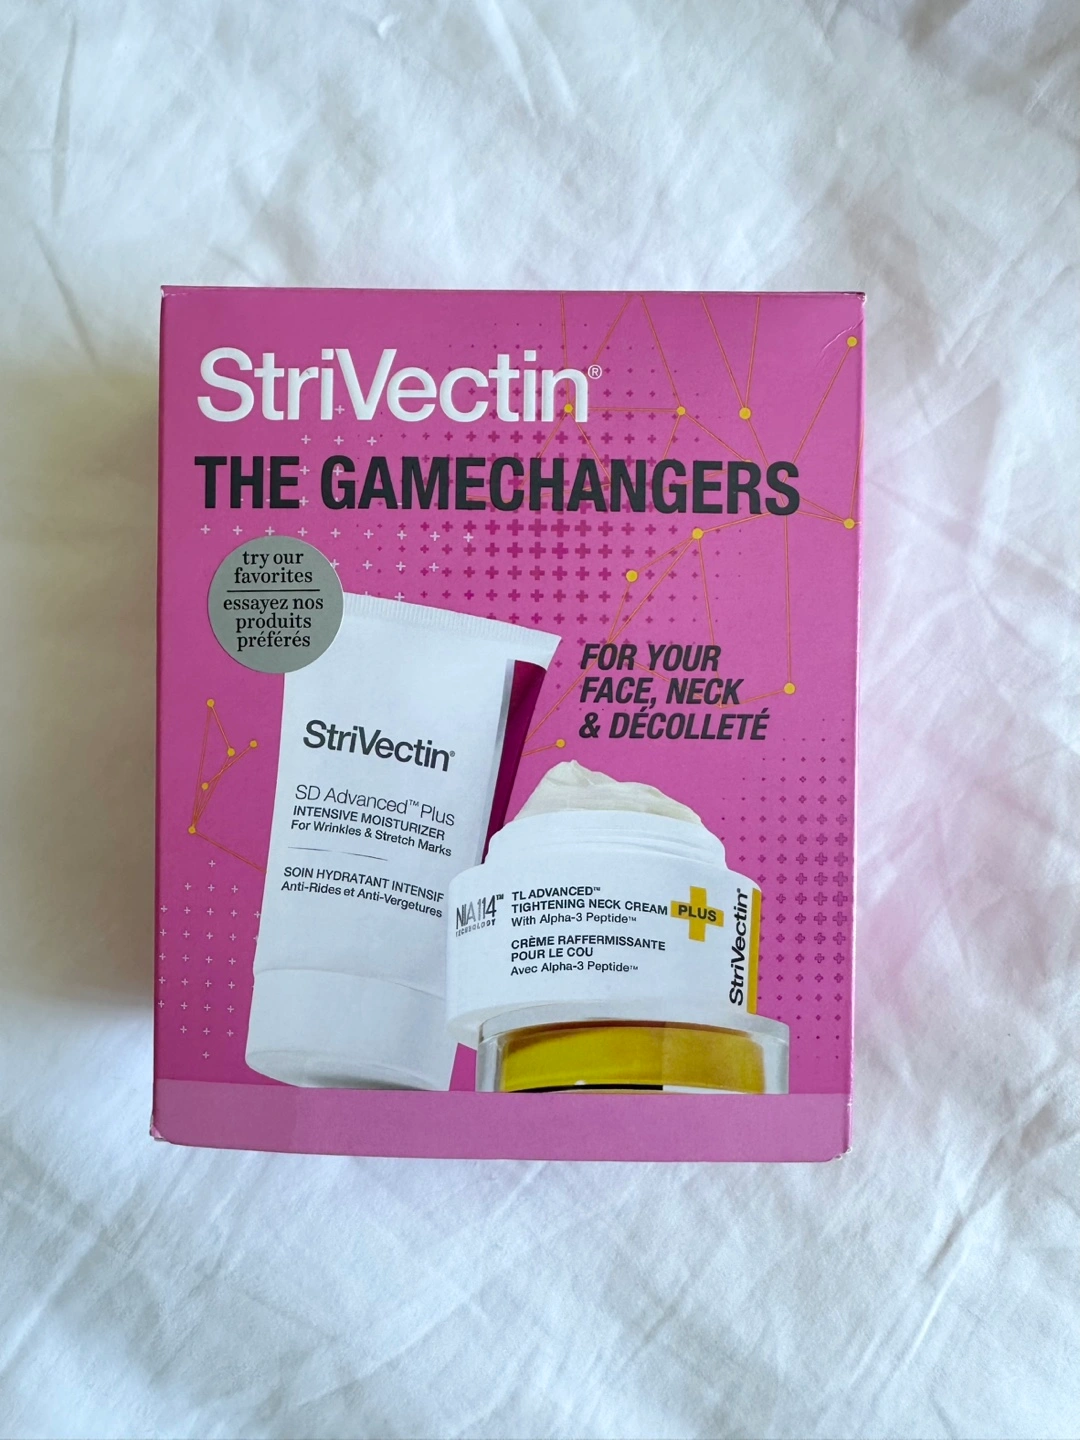 StriVectin®
THE GAMECHANGERS
try our
favorites
essayez nos
produits
préférés
FOR YOUR
FACE, NECK
& DÉCOLLETÉ
StriVectin®
SD Advanced™ Plus
INTENSIVE MOISTURIZER
For Wrinkles & Stretch Marks
SOIN HYDRATANT INTENSIF
Anti-Rides et Anti-Vergetures
NIA114™
TECHNOLOGY
TL ADVANCED™
TIGHTENING NECK CREAM
With Alpha-3 Peptide™
CRÈME RAFFERMISSANTE
POUR LE COU
Avec Alpha-3 Peptide™
PLUS
StriVectin®